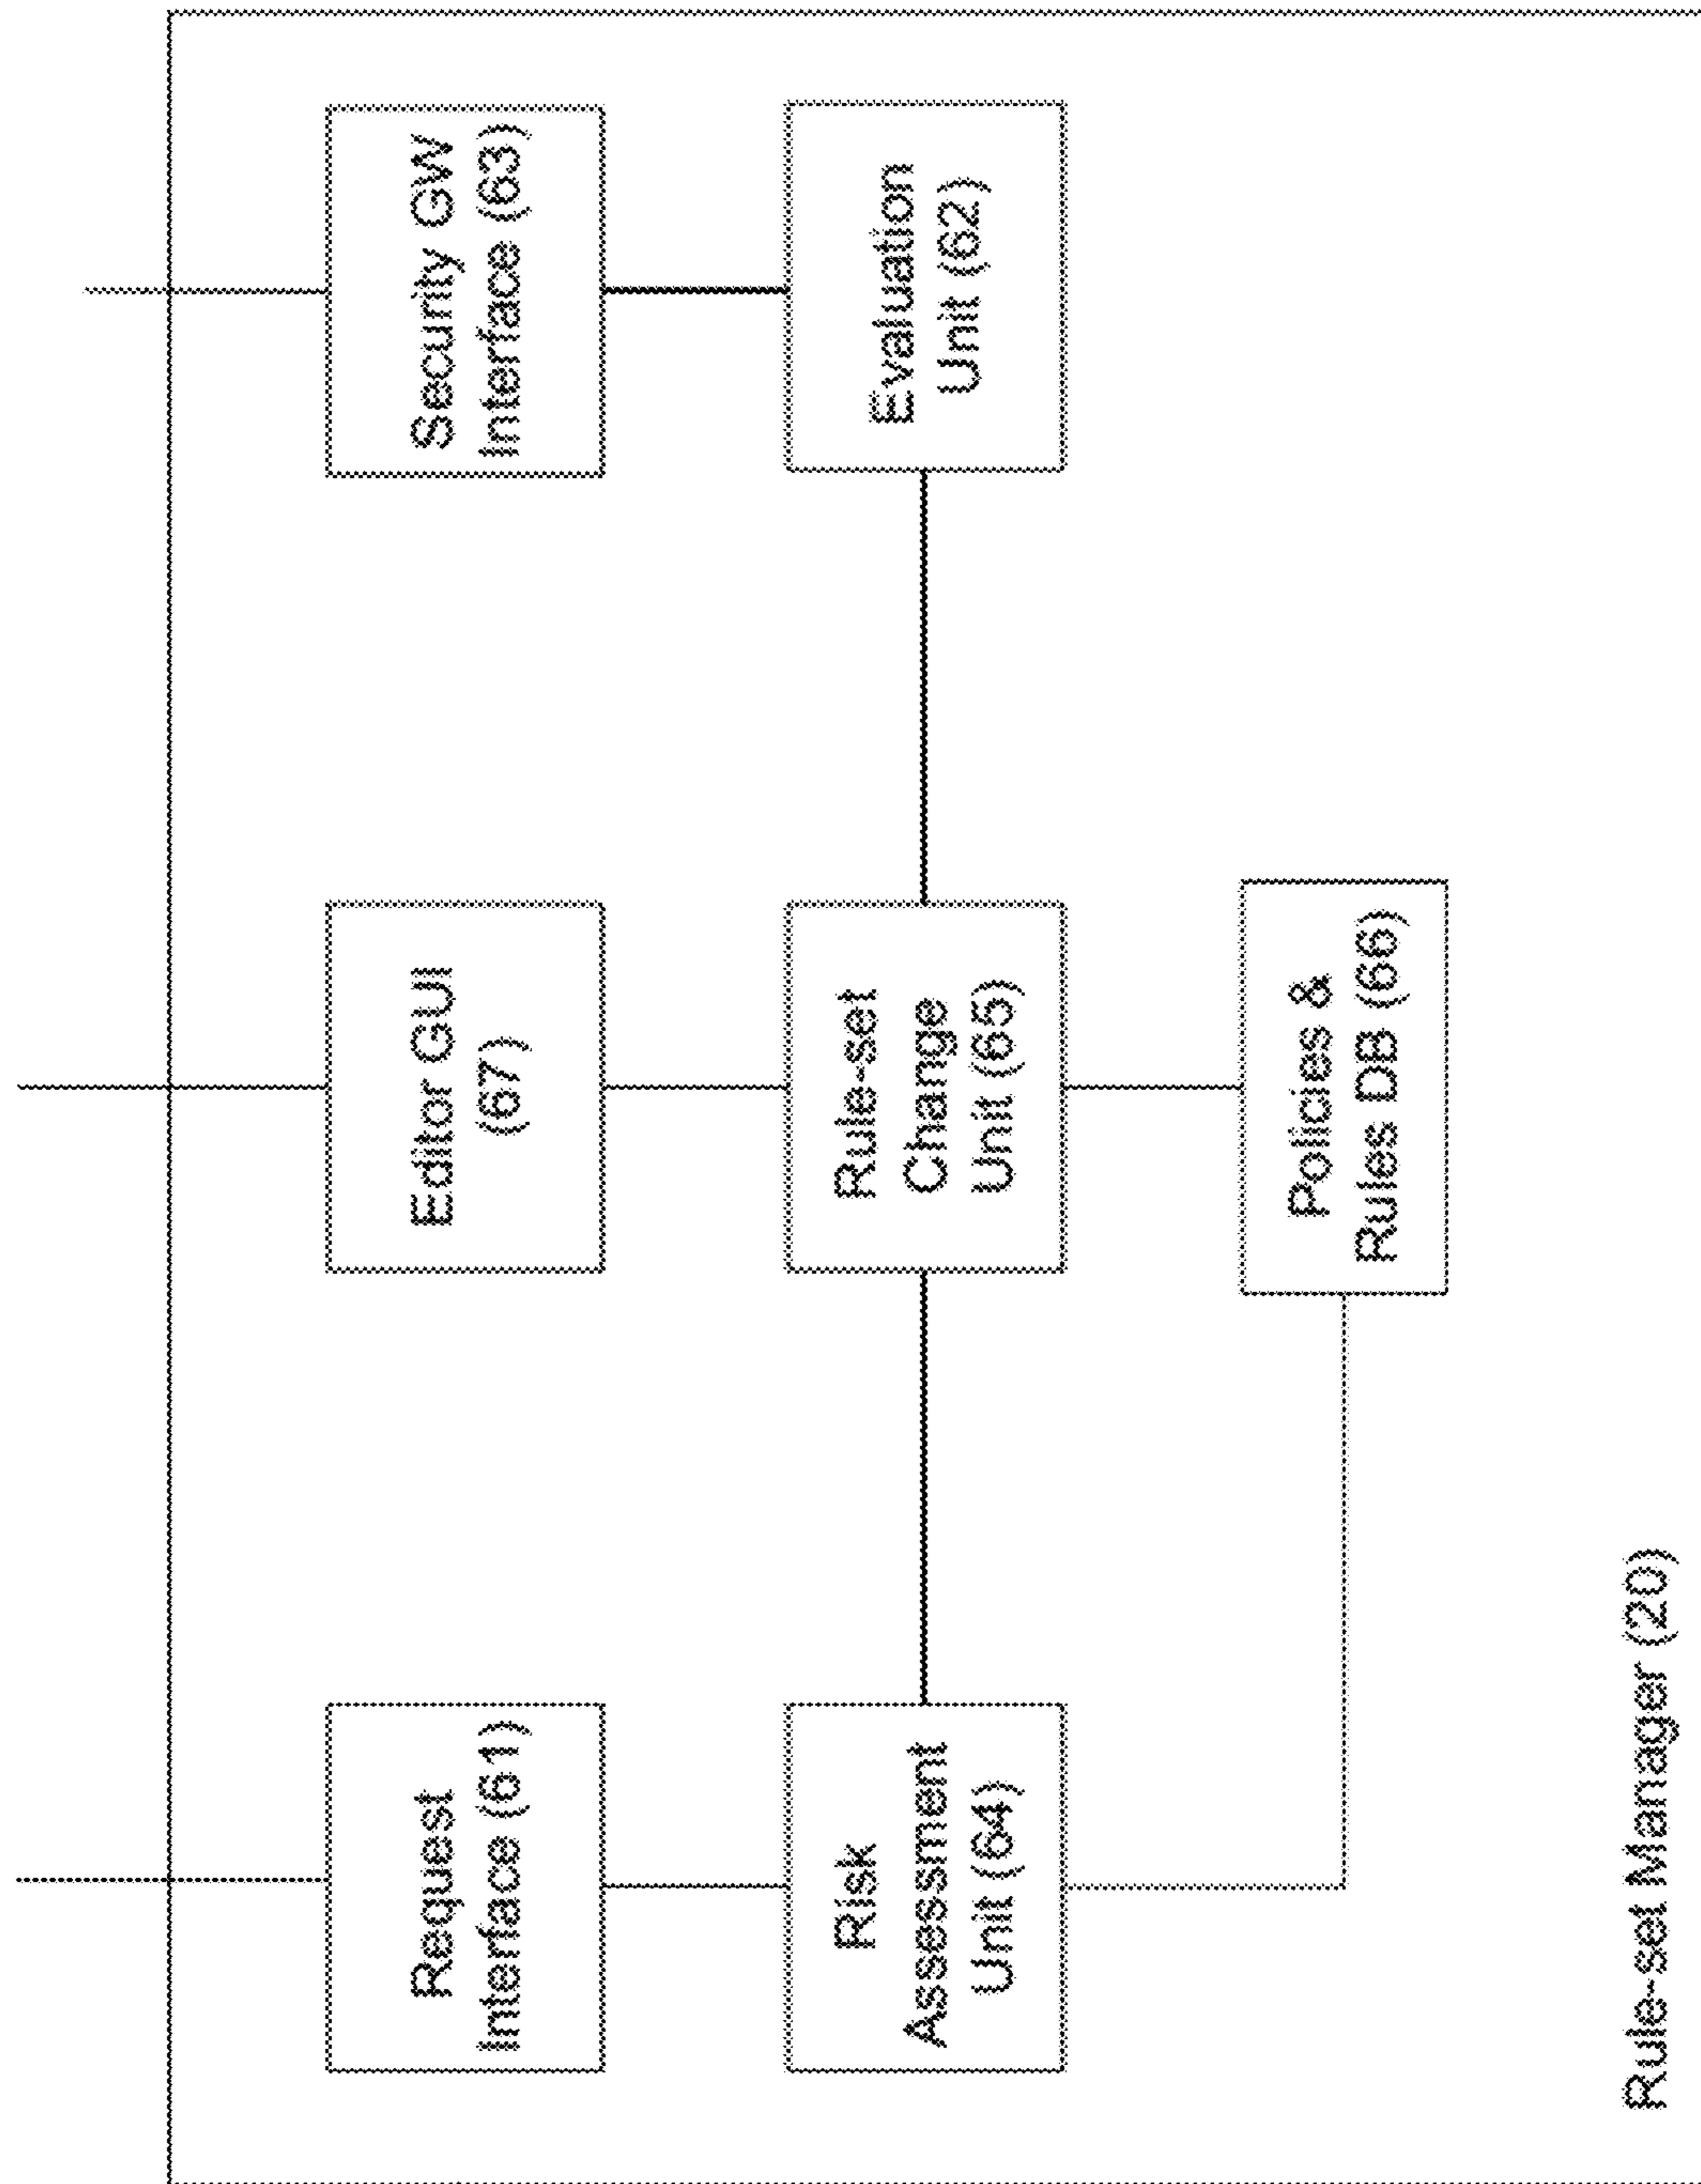 Request
Interface (61)
Editor GUI
(67)
Security GW
Interface (63)
Risk
Assessment
Unit (64)
Rule-set
Change
Unit (65)
Evaluation
Unit (62)
Policies &
Rules DB (66)
Rule-set Manager (20)